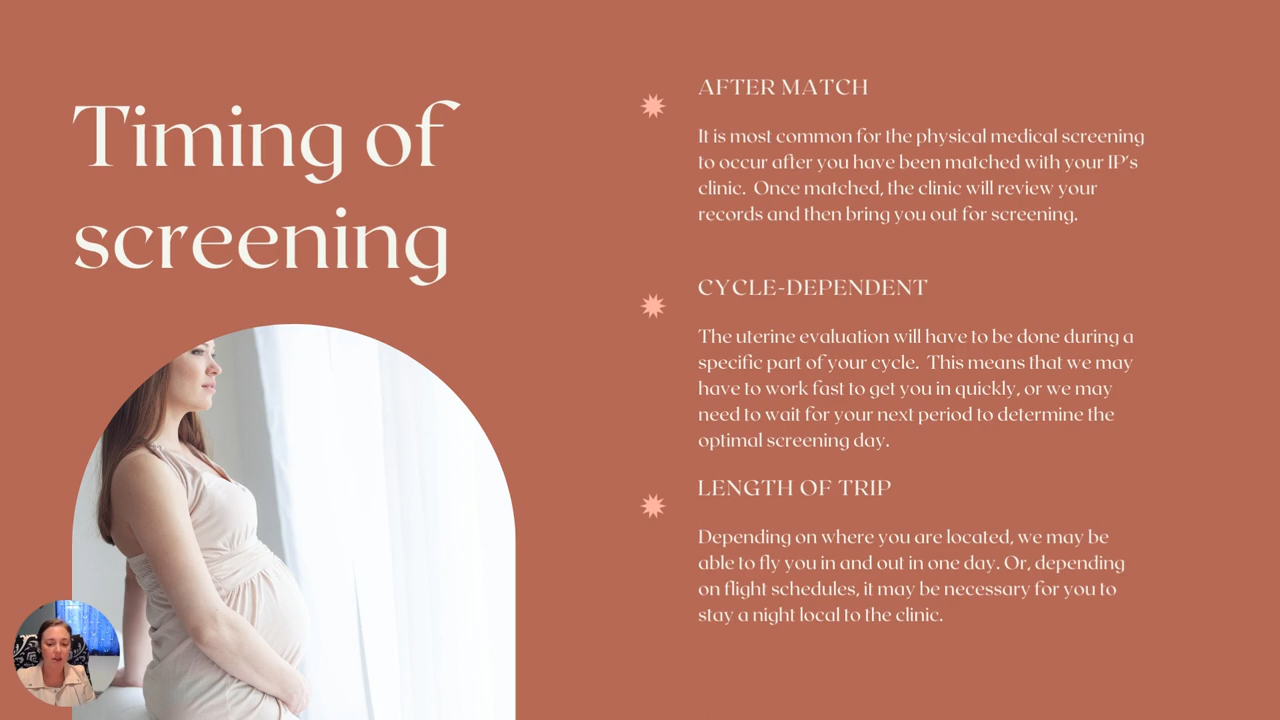 Timing of
screening
AFTER MATCH
It is most common for the physical medical screening
to occur after you have been matched with your IP's
clinic.  Once matched, the clinic will review your
records and then bring you out for screening.
CYCLE-DEPENDENT
The uterine evaluation will have to be done during a
specific part of your cycle.  This means that we may
have to work fast to get you in quickly, or we may
need to wait for your next period to determine the
optimal screening day.
LENGTH OF TRIP
Depending on where you are located, we may be
able to fly you in and out in one day. Or, depending
on flight schedules, it may be necessary for you to
stay a night local to the clinic.